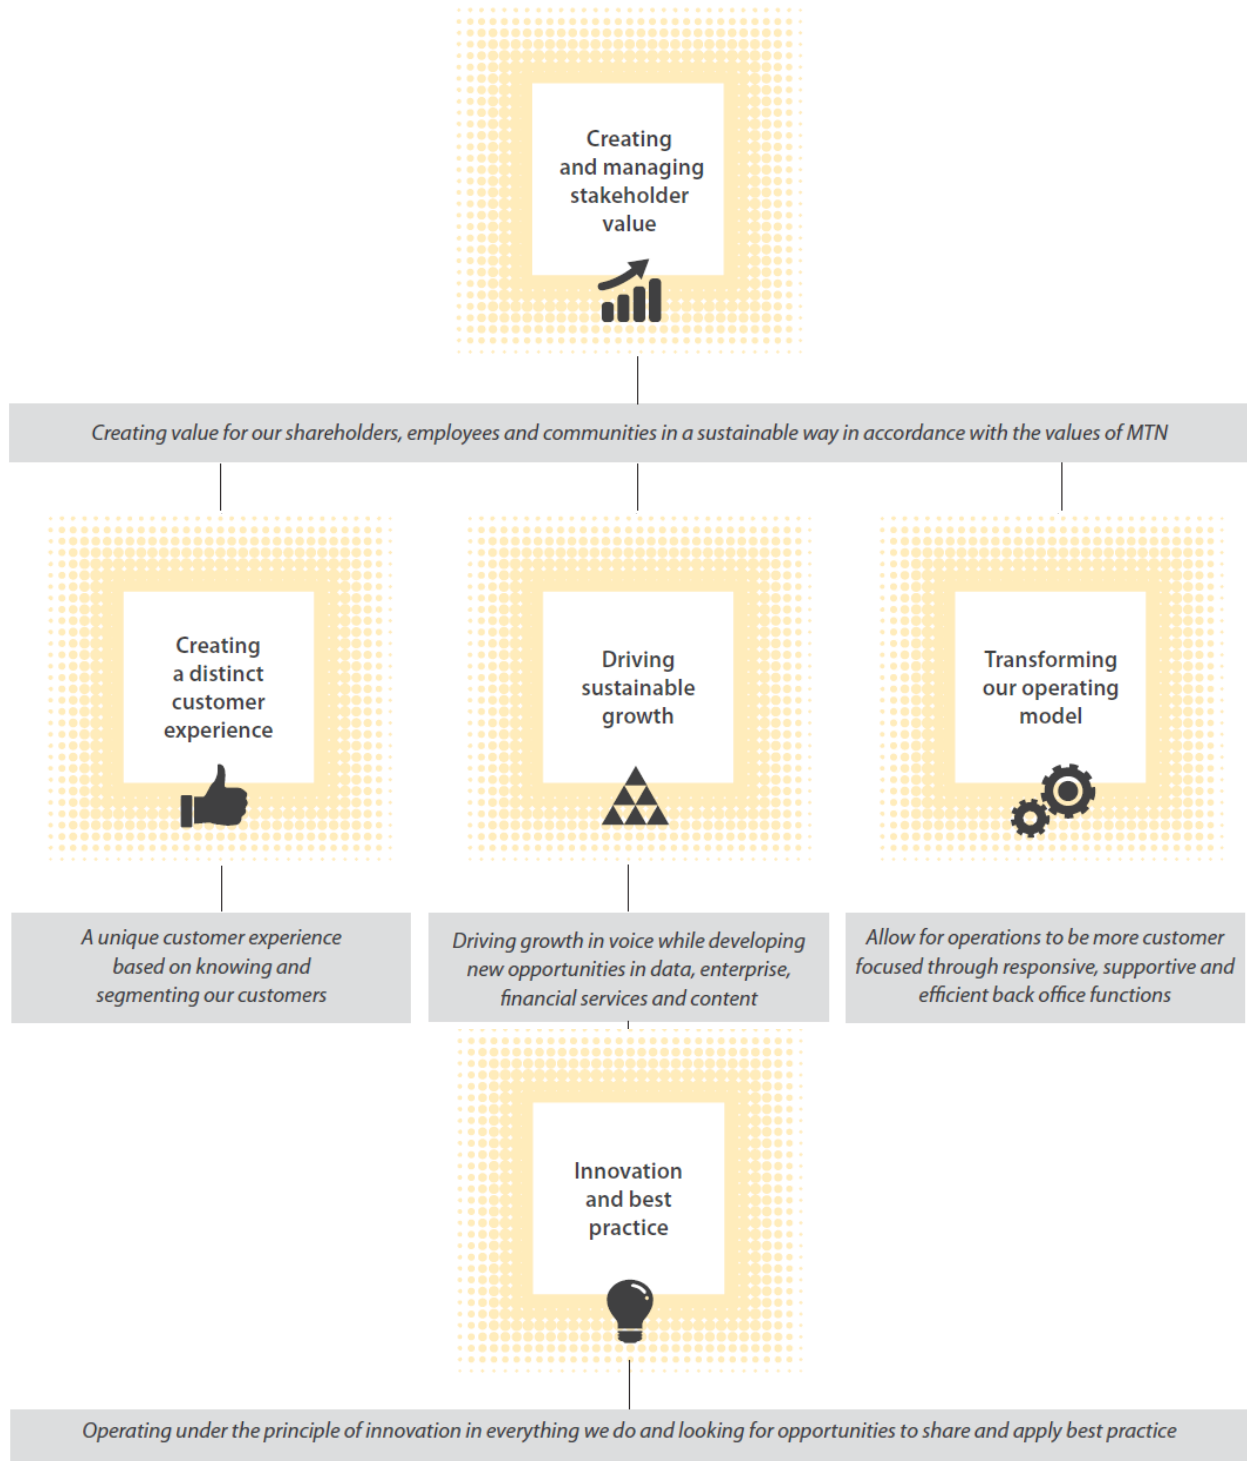 Creating
and managing
stakeholder
value
Creating value for our shareholders, employees and communities in a sustainable way in accordance with the values of MTN
Creating
a distinct
customer
experience
Driving
sustainable
growth
Transforming
our operating
model
A unique customer experience
based on knowing and
segmenting our customers
Driving growth in voice while developing
new opportunities in data, enterprise,
financial services and content
Allow for operations to be more customer
focused through responsive, supportive and
efficient back office functions
Innovation
and best
practice
Operating under the principle of innovation in everything we do and looking for opportunities to share and apply best practice